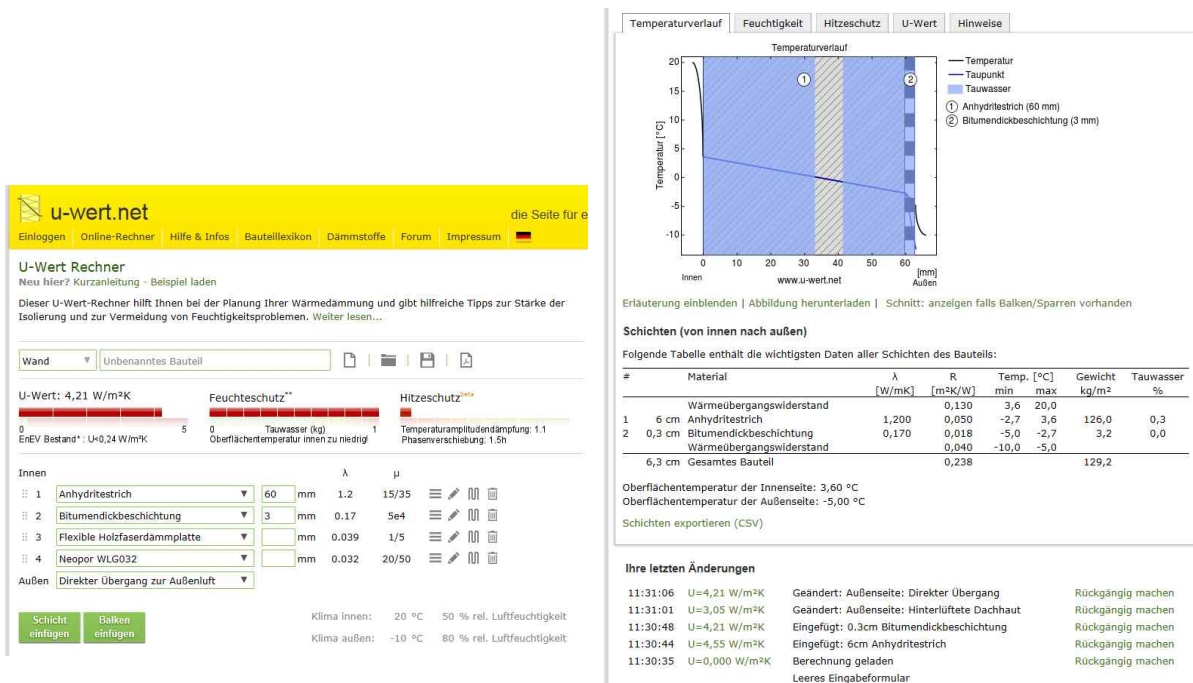 u-wert.net
die Seite für e
Einloggen Online-Rechner Hilfe & Infos Bauteillexikon Dämmstoffe Forum Impressum
U-Wert Rechner
Neu hier? Kurzanleitung - Beispiel laden
Dieser U-Wert-Rechner hilft Ihnen bei der Planung Ihrer Wärmedämmung und gibt hilfreiche Tipps zur Stärke der
Isolierung und zur Vermeidung von Feuchtigkeitsproblemen. Weiter lesen...
Wand Unbenanntes Bauteil
U-Wert: 4,21 W/m²K Feuchteschutz** Hitzeschutz beta
0 5 0 Tauwasser (kg) 1 Temperaturamplitudendämpfung: 1.1
EnEV Bestand* : U<0,24 W/m²K Oberflächentemperatur innen zu niedrig! Phasenverschiebung: 1.5h
Innen λ μ
1 Anhydritestrich 60 mm 1.2 15/35
2 Bitumendickbeschichtung 3 mm 0.17 5e4
3 Flexible Holzfaserdämmplatte mm 0.039 1/5
4 Neopor WLG032 mm 0.032 20/50
Außen Direkter Übergang zur Außenluft
Schicht einfügen
Balken einfügen
Klima innen: 20 °C 50 % rel. Luftfeuchtigkeit
Klima außen: -10 °C 80 % rel. Luftfeuchtigkeit
Temperaturverlauf Feuchtigkeit Hitzeschutz U-Wert Hinweise
Temperaturverlauf
Temperatur [°C]
20
15
10
5
0
-5
-10
1 2
0 10 20 30 40 50 60 [mm]
Innen www.u-wert.net Außen
Temperatur
Taupunkt
Tauwasser
1 Anhydritestrich (60 mm)
2 Bitumendickbeschichtung (3 mm)
Erläuterung einblenden | Abbildung herunterladen | Schnitt: anzeigen falls Balken/Sparren vorhanden
Schichten (von innen nach außen)
Folgende Tabelle enthält die wichtigsten Daten aller Schichten des Bauteils:
# Material λ R Temp. [°C] Gewicht Tauwasser
[W/mK] [m²K/W] min max kg/m² %
Wärmeübergangswiderstand 0,130 3,6 20,0
1 6 cm Anhydritestrich 1,200 0,050 -2,7 3,6 126,0 0,3
2 0,3 cm Bitumendickbeschichtung 0,170 0,018 -5,0 -2,7 3,2 0,0
Wärmeübergangswiderstand 0,040 -10,0 -5,0
6,3 cm Gesamtes Bauteil 0,238 129,2
Oberflächentemperatur der Innenseite: 3,60 °C
Oberflächentemperatur der Außenseite: -5,00 °C
Schichten exportieren (CSV)
Ihre letzten Änderungen
11:31:06 U=4,21 W/m²K Geändert: Außenseite: Direkter Übergang Rückgängig machen
11:31:01 U=3,05 W/m²K Geändert: Außenseite: Hinterlüftete Dachhaut Rückgängig machen
11:30:48 U=4,21 W/m²K Eingefügt: 0.3cm Bitumendickbeschichtung Rückgängig machen
11:30:44 U=4,55 W/m²K Eingefügt: 6cm Anhydritestrich Rückgängig machen
11:30:35 U=0,000 W/m²K Berechnung geladen Rückgängig machen
Leeres Eingabeformular